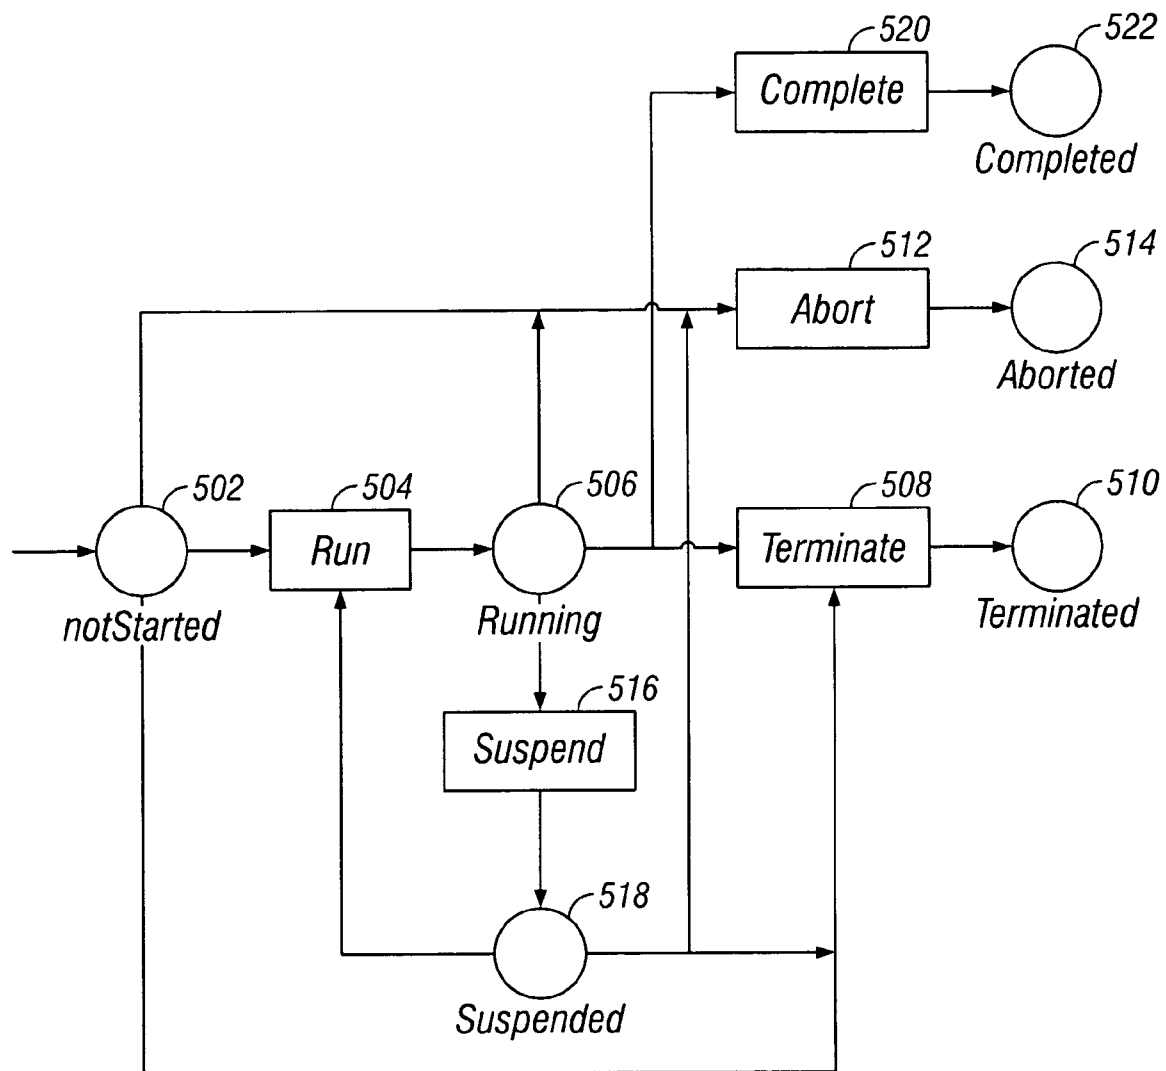 520
522
Complete
Completed
512
514
Abort
Aborted
502
504
506
508
510
Run
Terminate
notStarted
Running
Terminated
516
Suspend
518
Suspended